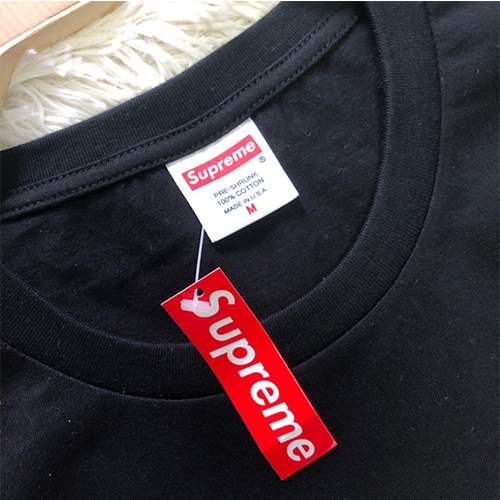 Supreme
®
PRE-SHRUNK
100% COTTON
MADE IN U.S.A
M
Supreme